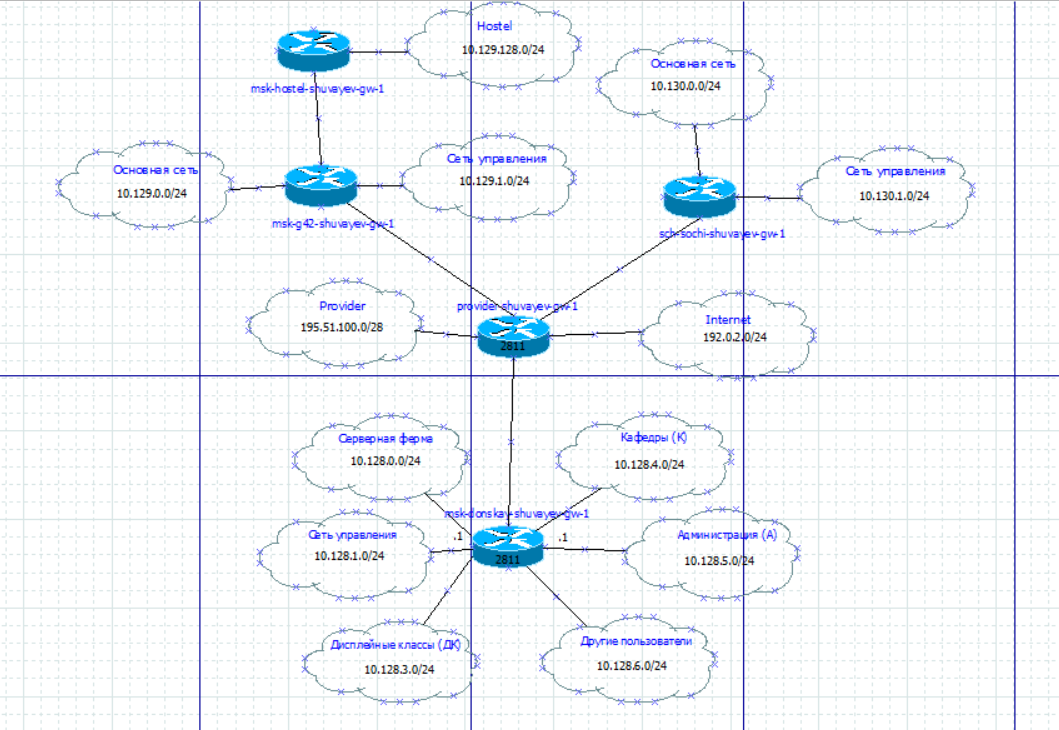 Hostel
10.129.128.0/24
msk-hostel-shuvayev-gw-1
Основная сеть
10.130.0.0/24
Основная сеть
10.129.0.0/24
Сеть управления
10.129.1.0/24
Сеть управления
10.130.1.0/24
msk-g42-shuvayev-gw-1
sch-sochi-shuvayev-gw-1
Provider
195.51.100.0/28
provider-shuvayev-gw-1
2811
Internet
192.0.2.0/24
Серверная ферма
10.128.0.0/24
Кафедры (К)
10.128.4.0/24
msk-donskay-shuvayev-gw-1
Сеть управления
10.128.1.0/24
.1
2811
.1
Администрация (А)
10.128.5.0/24
Дисплейные классы (ДК)
10.128.3.0/24
Другие пользователи
10.128.6.0/24